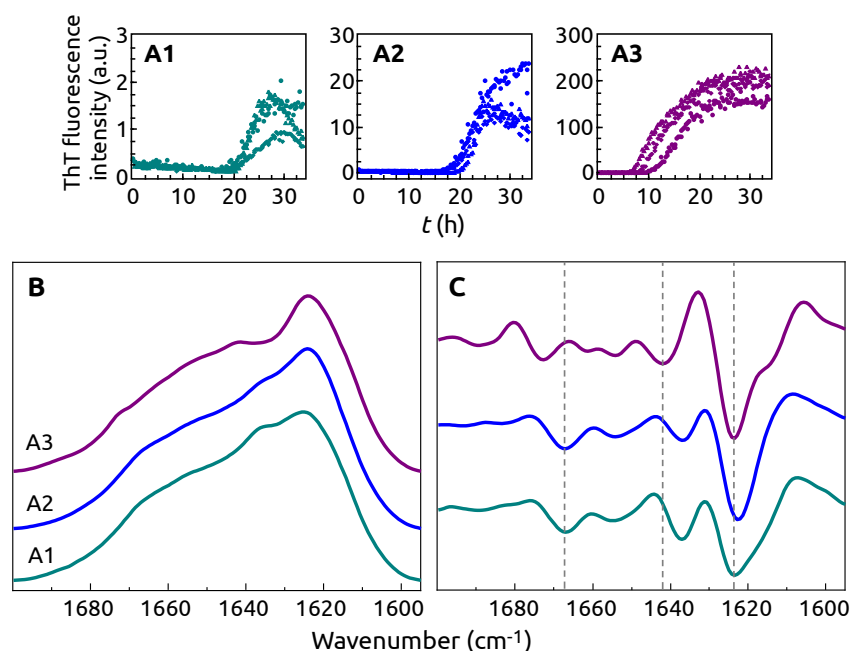 A1 A2 A3
ThT fluorescence
intensity (a.u.)
3 30 300
2 20 200
1 10 100
0 0 0
0 10 20 30 0 10 20 30 0 10 20 30
t (h)
B C
A3
A2
A1
1680 1660 1640 1620 1600 1680 1660 1640 1620 1600
Wavenumber (cm-1)